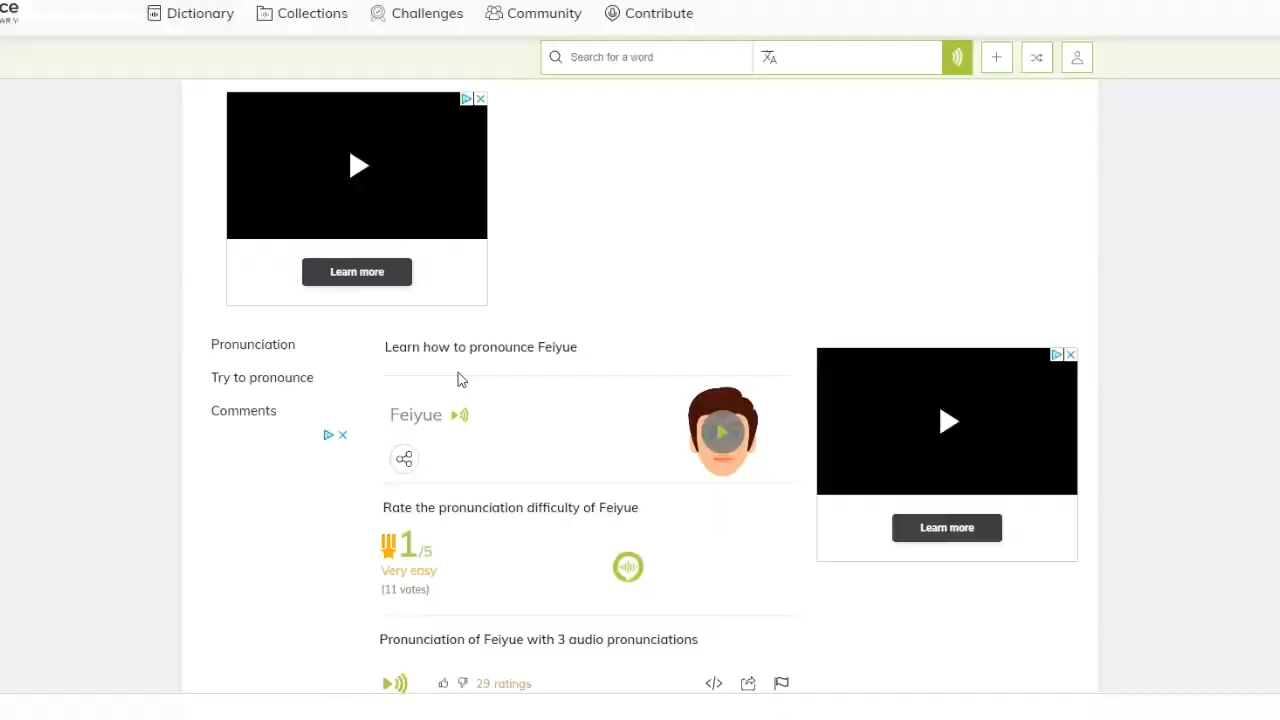 ce
ARY
Dictionary
Collections
Challenges
Community
Contribute
Search for a word
Learn more
Pronunciation
Try to pronounce
Comments
Learn how to pronounce Feiyue
Feiyue
Rate the pronunciation difficulty of Feiyue
1/5
Very easy
(11 votes)
Pronunciation of Feiyue with 3 audio pronunciations
29 ratings
Learn more